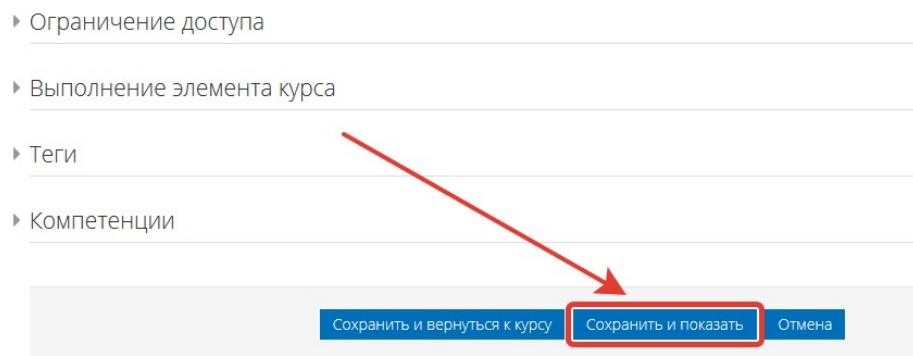 Ограничение доступа
Выполнение элемента курса
Теги
Компетенции
Сохранить и вернуться к курсу Сохранить и показать Отмена